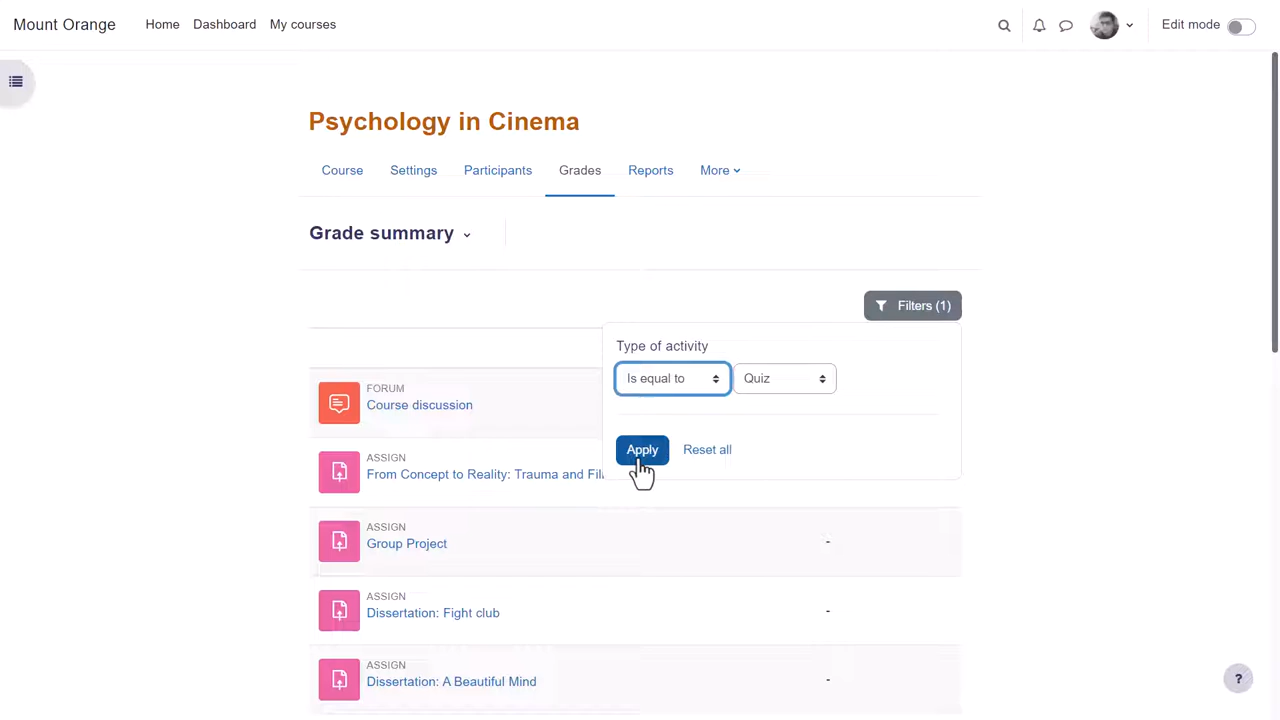 Mount Orange Home Dashboard My courses Edit mode
Psychology in Cinema
Course Settings Participants Grades Reports More
Grade summary
Filters (1)
Type of activity
Is equal to Quiz
Apply Reset all
FORUM
Course discussion
ASSIGN
From Concept to Reality: Trauma and Fil
ASSIGN
Group Project
-
ASSIGN
Dissertation: Fight club
-
ASSIGN
Dissertation: A Beautiful Mind
-
?